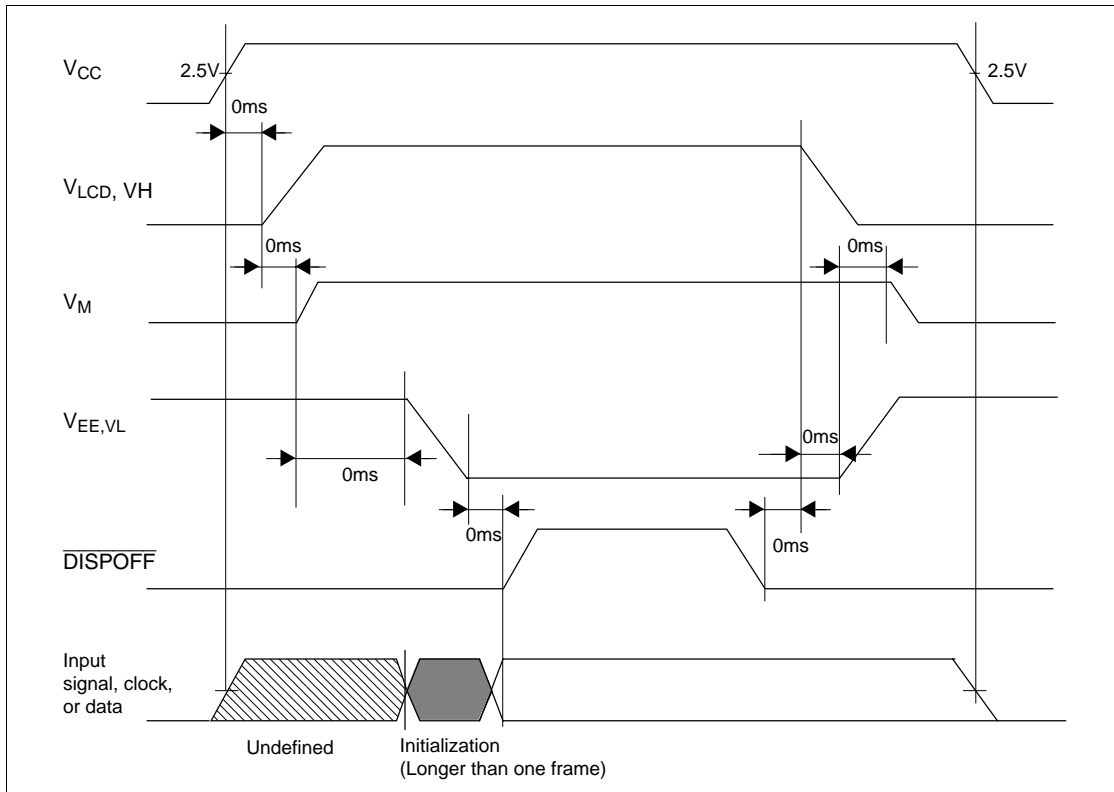 VCC
2.5V
2.5V
0ms
VLCD, VH
0ms
0ms
VM
VEE,VL
0ms
0ms
0ms
0ms
DISPOFF
Input
signal, clock,
or data
Undefined
Initialization
(Longer than one frame)